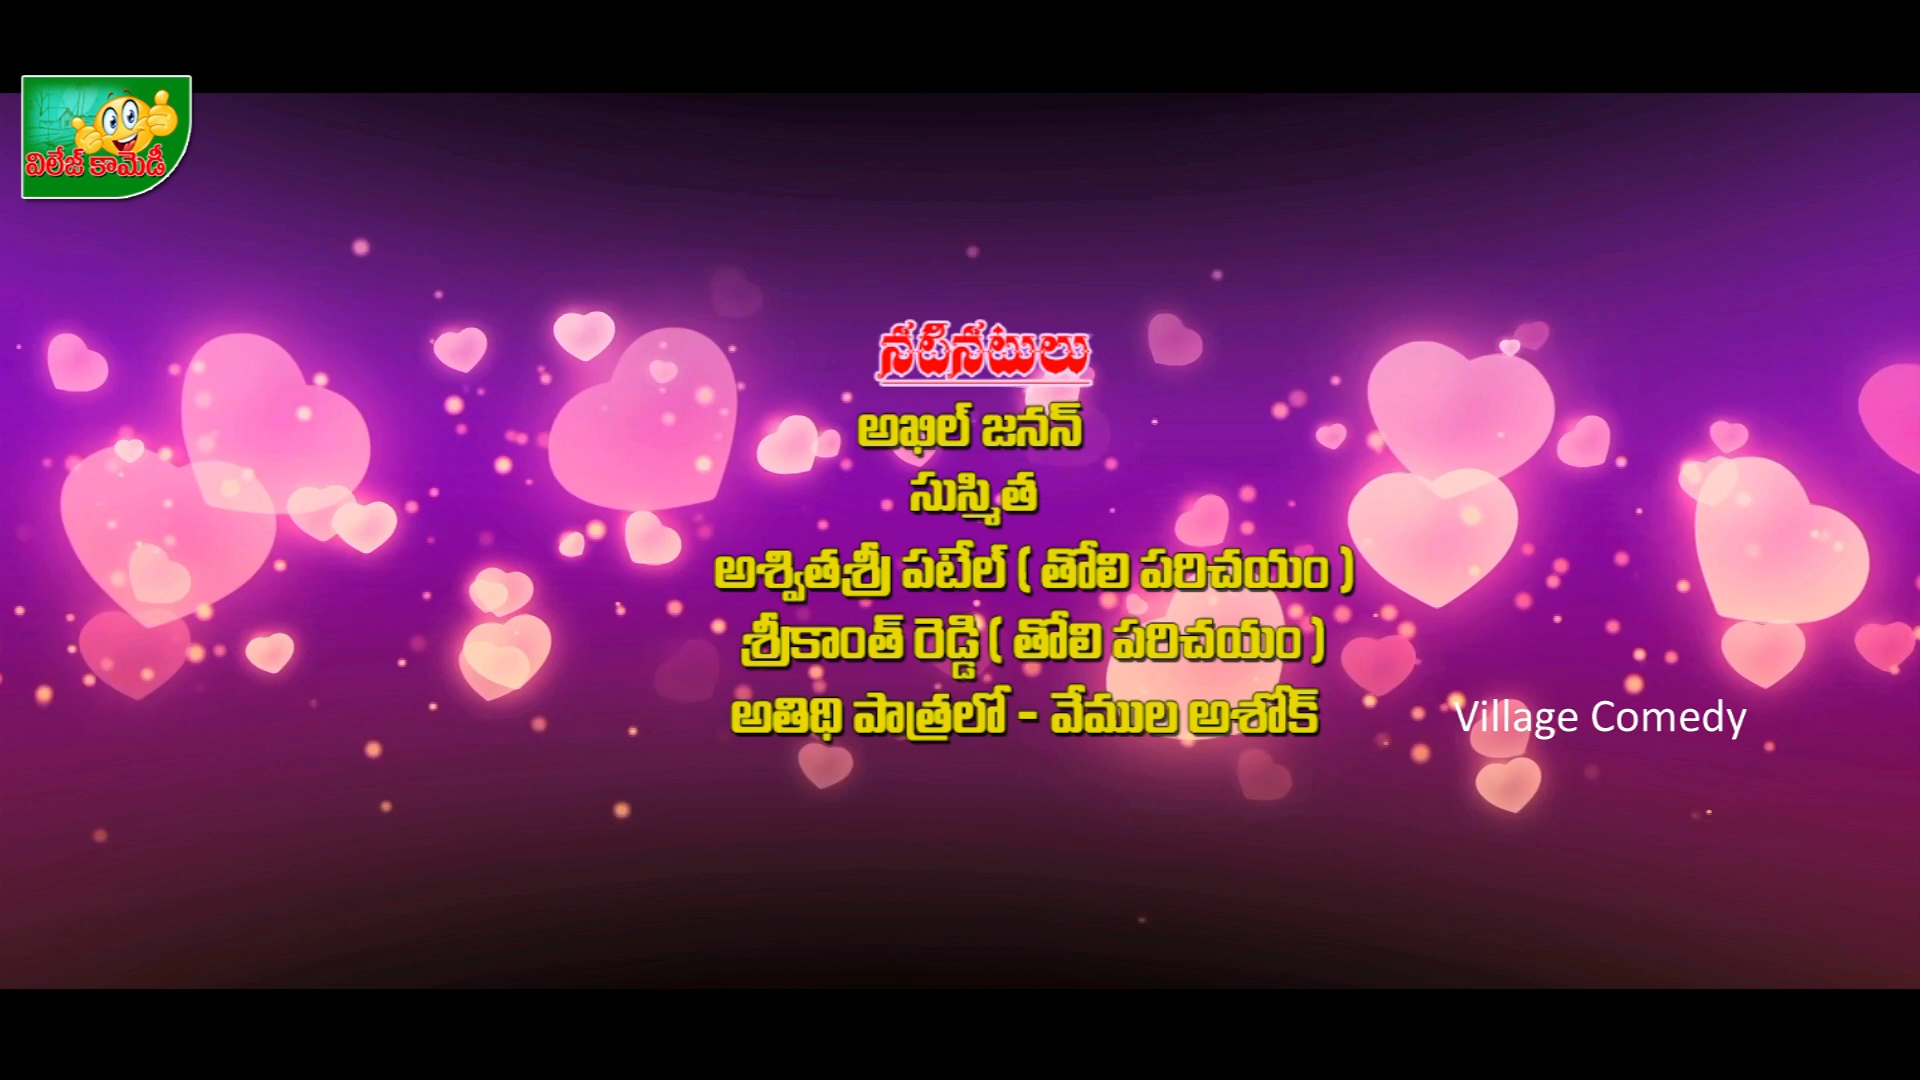 విలేజ్ కామెడీ
నటీనటులు
అఖిల్ జనన్
సుస్మిత
అశ్వితశ్రీ పటేల్ ( తోలి పరిచయం )
శ్రీకాంత్ రెడ్డి ( తోలి పరిచయం )
అతిథి పాత్రలో - వేముల అశోక్
Village Comedy